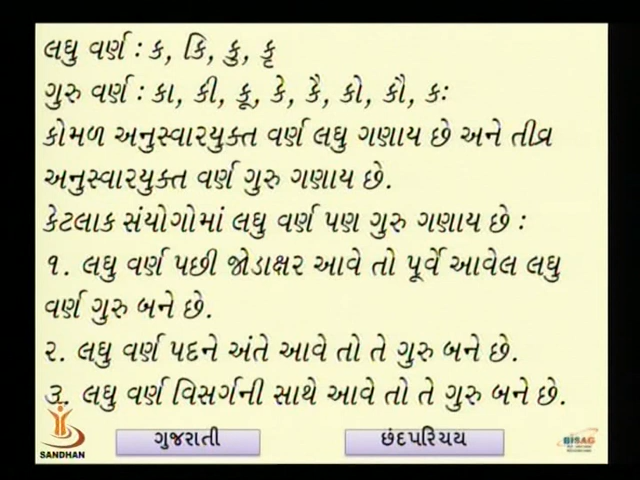 લઘુ વર્ણ : ક, કિ, કુ, કૃ
ગુરુ વર્ણ : કા, કી, કૂ, કે, કૈ, કો, કૌ, કઃ
કોમળ અનુસ્વારયુક્ત વર્ણ લઘુ ગણાય છે અને તીવ્ર
અનુસ્વારયુક્ત વર્ણ ગુરુ ગણાય છે.
કેટલાક સંયોગોમાં લઘુ વર્ણ પણ ગુરુ ગણાય છે :
૧. લઘુ વર્ણ પછી જોડાક્ષર આવે તો પૂર્વે આવેલ લઘુ
વર્ણ ગુરુ બને છે.
૨. લઘુ વર્ણ પદને અંતે આવે તો તે ગુરુ બને છે.
૩. લઘુ વર્ણ વિસર્ગની સાથે આવે તો તે ગુરુ બને છે.
SANDHAN
ગુજરાતી
છંદપરિચય
BISAG